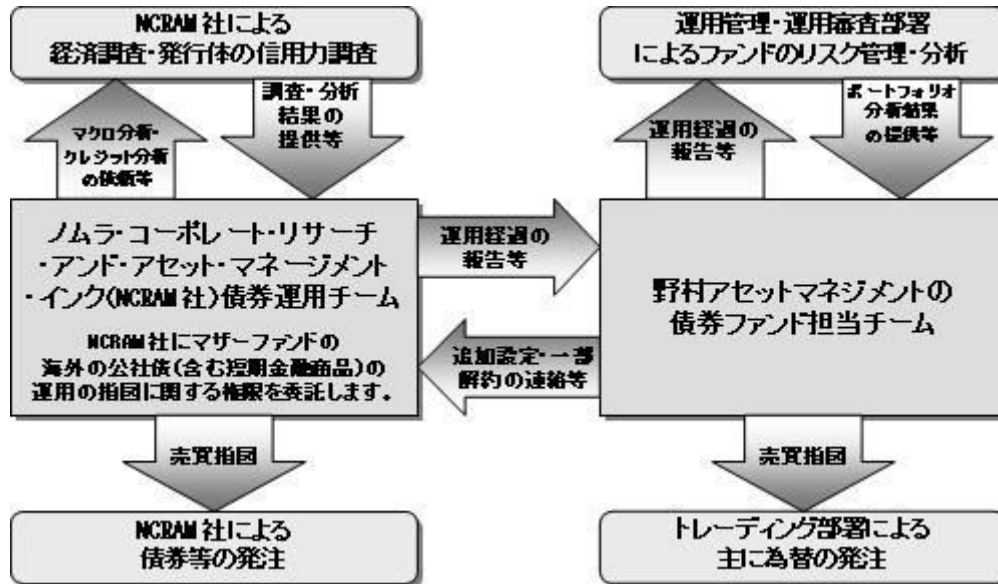 NCRAM社による
経済調査・発行体の信用力調査
運用管理・運用審査部署
によるファンドのリスク管理・分析
マクロ分析・
クレジット分析
の依頼等
調査・分析
結果の
提供等
運用経過の
報告等
ポートフォリオ
分析結果
の提供等
ノムラ・コーポレート・リサーチ
・アンド・アセット・マネージメント
・インク(NCRAM社)債券運用チーム
NCRAM社にマザーファンドの
海外の公社債(含む短期金融商品)の
運用の指図に関する権限を委託します。
運用経過の
報告等
追加設定・一部
解約の連絡等
野村アセットマネジメントの
債券ファンド担当チーム
売買指図
売買指図
NCRAM社による
債券等の発注
トレーディング部署による
主に為替の発注